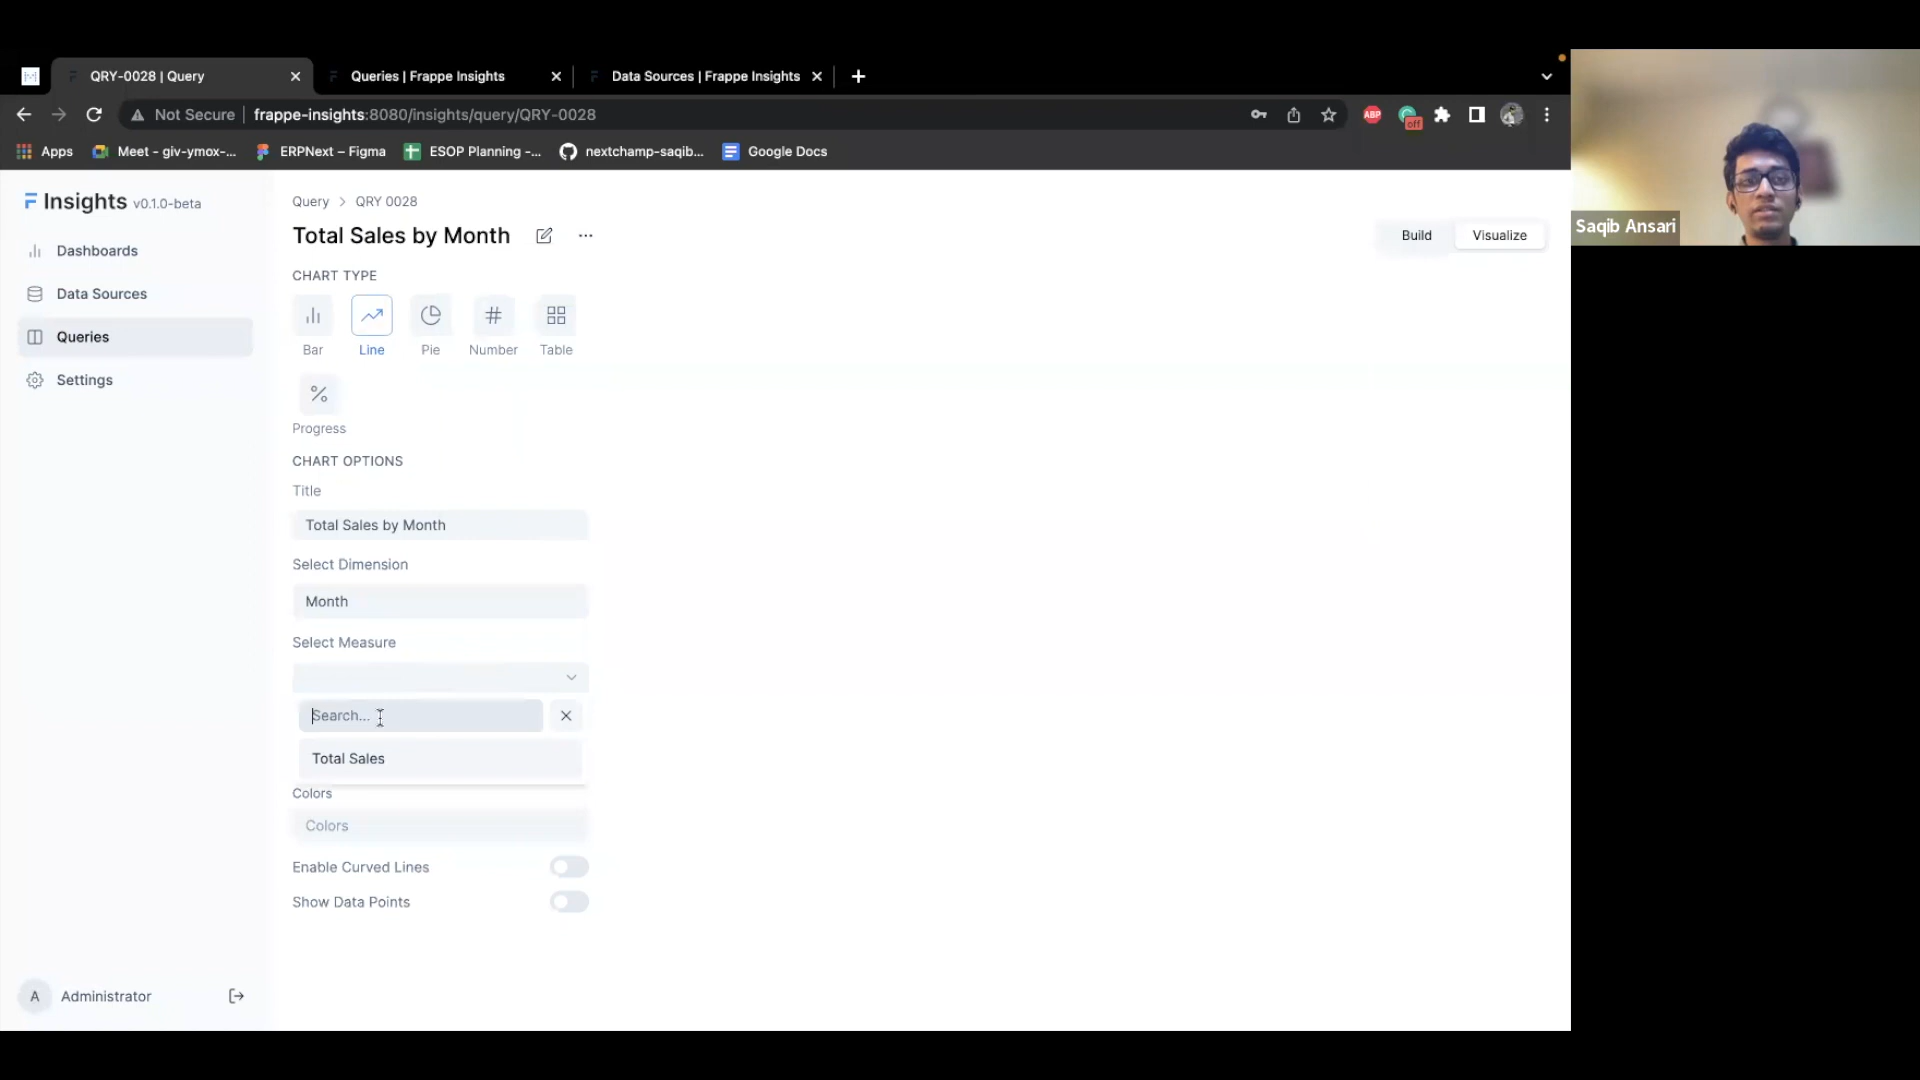 QRY-0028 | Query
Queries | Frappe Insights
Data Sources | Frappe Insights
Not Secure
frappe-insights:8080/insights/query/QRY-0028
ABP
off
Apps
Meet - giv-ymox-...
ERPNext – Figma
ESOP Planning -...
nextchamp-saqib...
Google Docs
Insights v0.1.0-beta
Dashboards
Data Sources
Queries
Settings
A Administrator
Query > QRY 0028
Total Sales by Month
...
Build
Visualize
CHART TYPE
Bar
Line
Pie
#
Number
Table
%
Progress
CHART OPTIONS
Title
Total Sales by Month
Select Dimension
Month
Select Measure
Search...
Total Sales
Colors
Colors
Enable Curved Lines
Show Data Points
Saqib Ansari